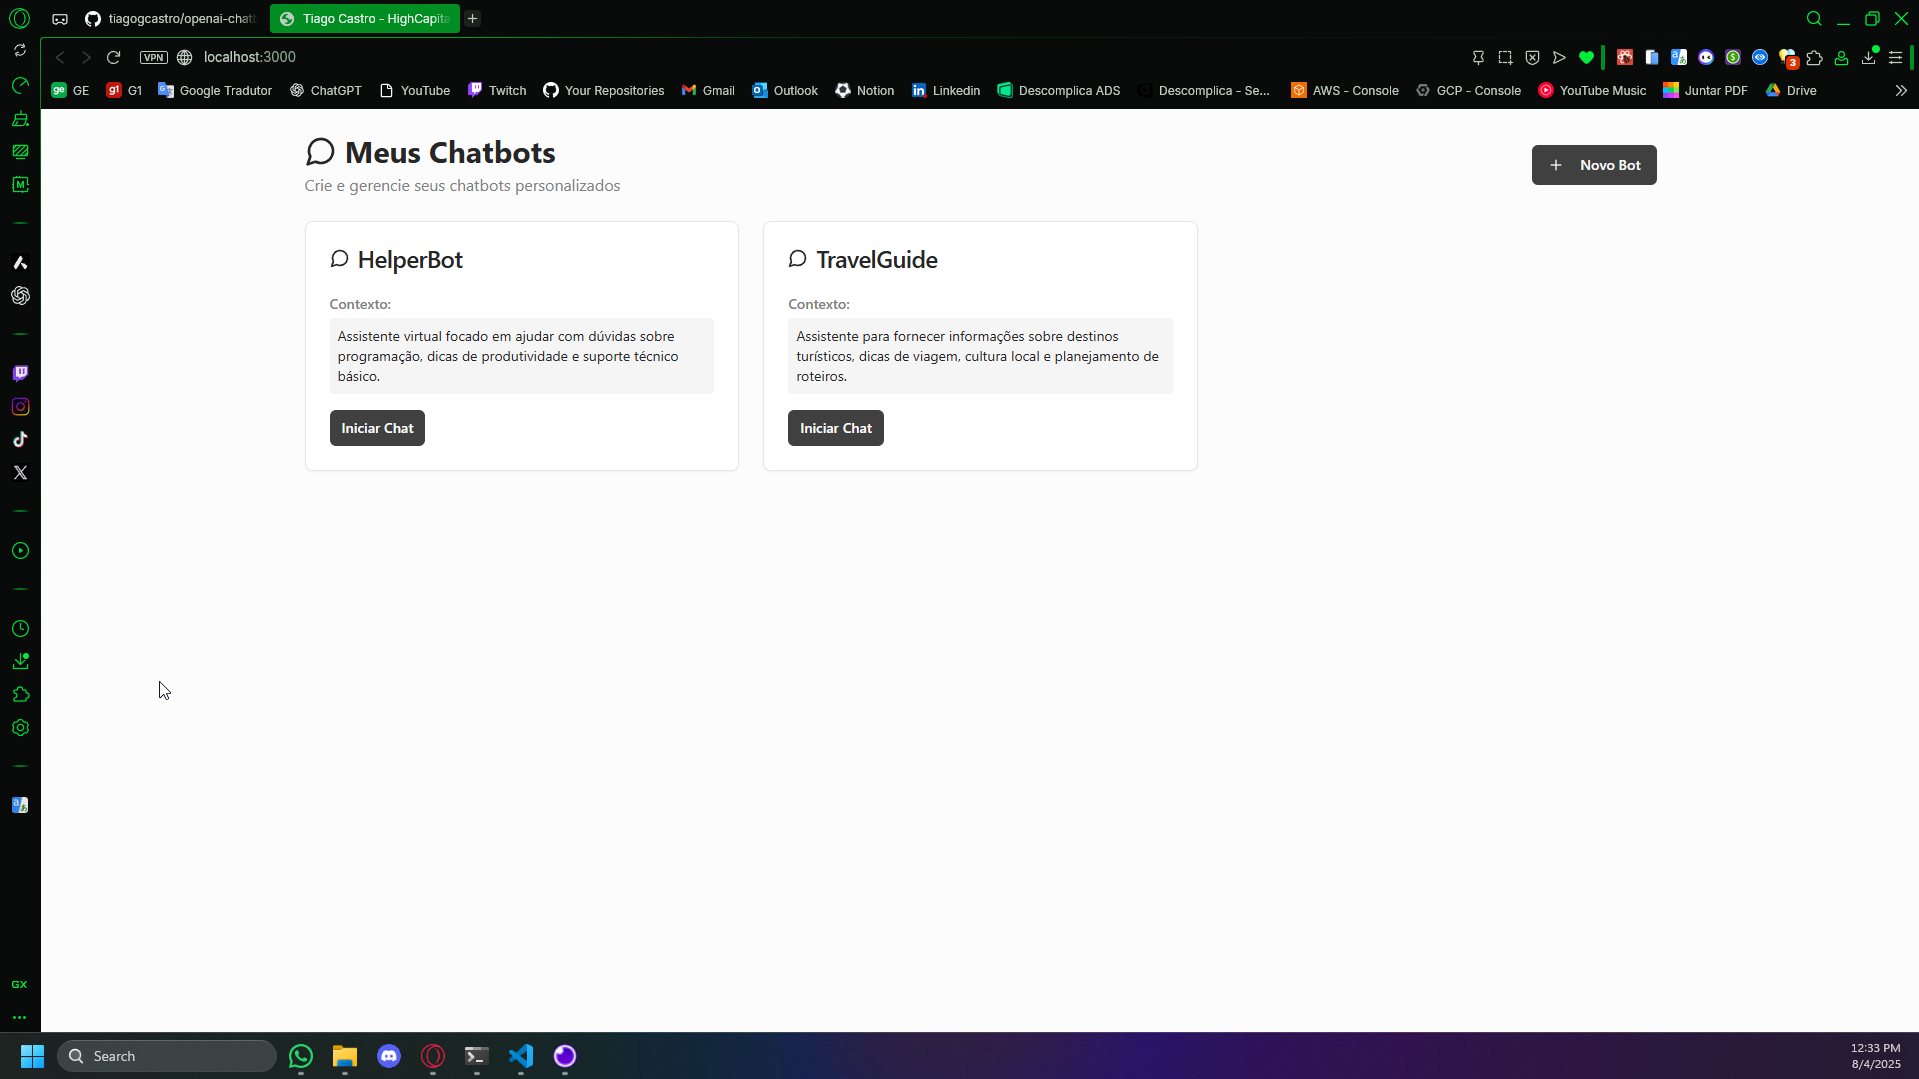 tiagogcastro/openai-chatb
Tiago Castro - HighCapita
VPN
localhost:3000
3
GE
G1
Google Tradutor
ChatGPT
YouTube
Twitch
Your Repositories
Gmail
Outlook
Notion
Linkedin
Descomplica ADS
Descomplica - Se...
AWS - Console
GCP - Console
YouTube Music
Juntar PDF
Drive
Meus Chatbots
Crie e gerencie seus chatbots personalizados
Novo Bot
HelperBot
Contexto:
Assistente virtual focado em ajudar com dúvidas sobre
programação, dicas de produtividade e suporte técnico
básico.
Iniciar Chat
TravelGuide
Contexto:
Assistente para fornecer informações sobre destinos
turísticos, dicas de viagem, cultura local e planejamento de
roteiros.
Iniciar Chat
GX
Search
12:33 PM
8/4/2025